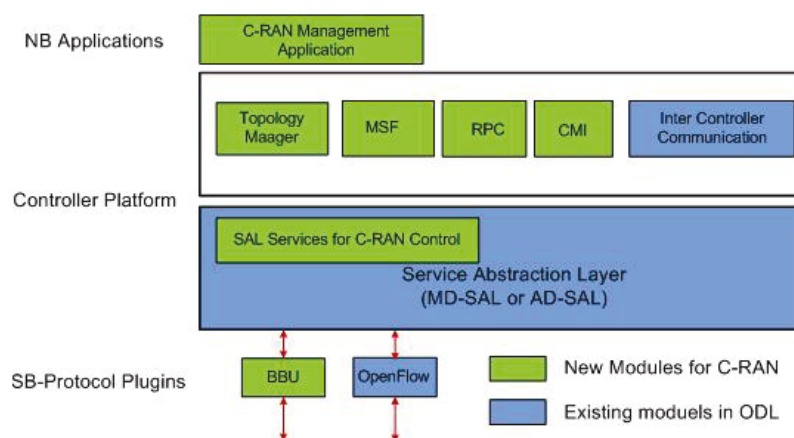 NB Applications
C-RAN Management
Application
Topology
Maager
MSF
RPC
CMI
Inter Controller
Communication
Controller Platform
SAL Services for C-RAN Control
Service Abstraction Layer
(MD-SAL or AD-SAL)
SB-Protocol Plugins
BBU
OpenFlow
New Modules for C-RAN
Existing moduels in ODL